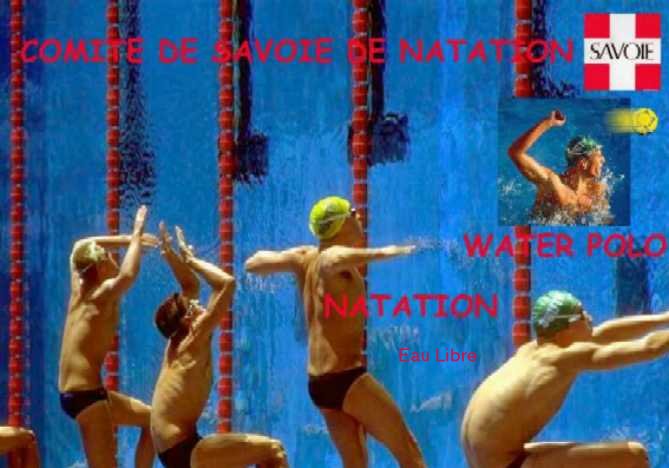 COMITE DE SAVOIE DE NATATION
SAVOIE
WATER POLO
NATATION
Eau Libre